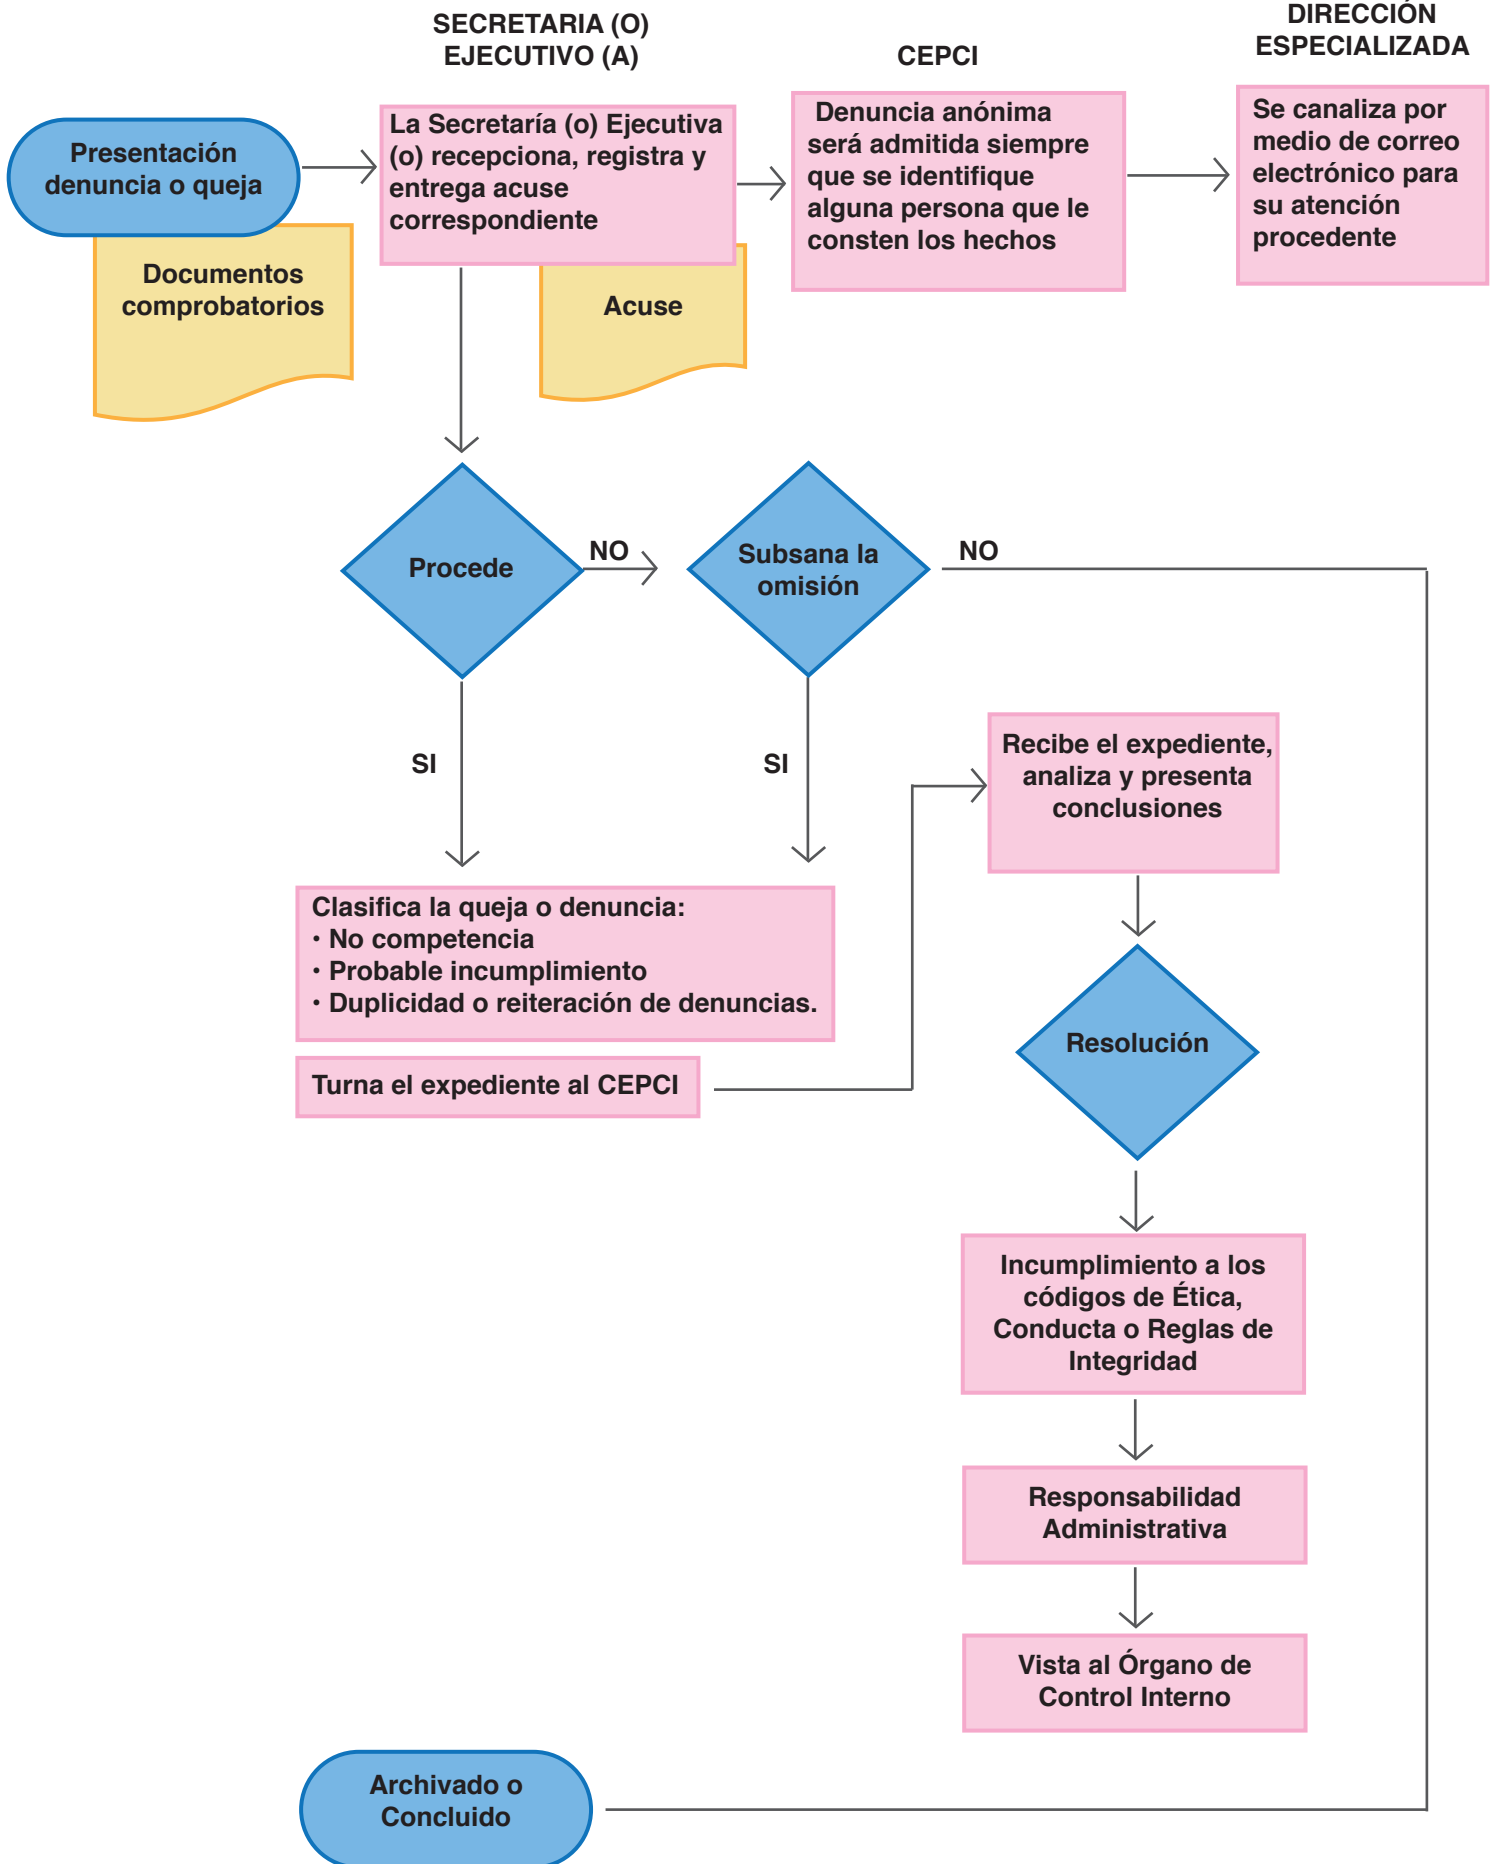 SECRETARIA (O)
EJECUTIVO (A)
CEPCI
DIRECCIÓN
ESPECIALIZADA
Presentación
denuncia o queja
Documentos
comprobatorios
La Secretaría (o) Ejecutiva
(o) recepciona, registra y
entrega acuse
correspondiente
Acuse
Denuncia anónima
será admitida siempre
que se identifique
alguna persona que le
consten los hechos
Se canaliza por
medio de correo
electrónico para
su atención
procedente
Procede
NO
Subsana la
omisión
NO
SI
SI
Clasifica la queja o denuncia:
• No competencia
• Probable incumplimiento
• Duplicidad o reiteración de denuncias.
Turna el expediente al CEPCI
Recibe el expediente,
analiza y presenta
conclusiones
Resolución
Incumplimiento a los
códigos de Ética,
Conducta o Reglas de
Integridad
Responsabilidad
Administrativa
Vista al Órgano de
Control Interno
Archivado o
Concluido